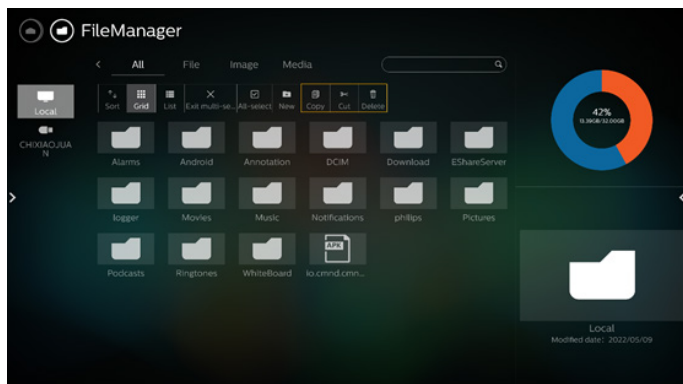 FileManager
All File Image Media
Sort Grid List Exit multi-se... All-select New Copy Cut Delete
Local
CHIXIAOJUA
N
42%
13.39GB/32.00GB
Alarms Android Annotation DCIM Download EShareServer
logger Movies Music Notifications philips Pictures
Podcasts Ringtones WhiteBoard APK io.cmnd.cmn...
Local
Modified date: 2022/05/09